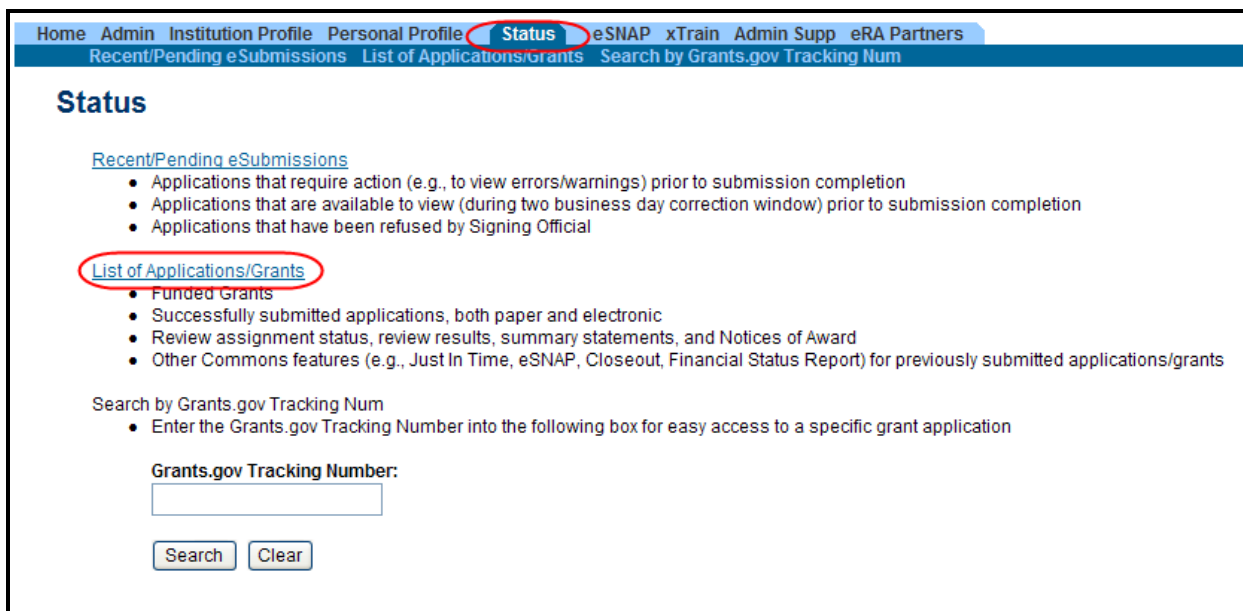 Home Admin Institution Profile Personal Profile Status eSNAP xTrain Admin Supp eRA Partners
Recent/Pending eSubmissions List of Applications/Grants Search by Grants.gov Tracking Num
Status
Recent/Pending eSubmissions
• Applications that require action (e.g., to view errors/warnings) prior to submission completion
• Applications that are available to view (during two business day correction window) prior to submission completion
• Applications that have been refused by Signing Official
List of Applications/Grants
• Funded Grants
• Successfully submitted applications, both paper and electronic
• Review assignment status, review results, summary statements, and Notices of Award
• Other Commons features (e.g., Just In Time, eSNAP, Closeout, Financial Status Report) for previously submitted applications/grants
Search by Grants.gov Tracking Num
• Enter the Grants.gov Tracking Number into the following box for easy access to a specific grant application
Grants.gov Tracking Number:
Search Clear